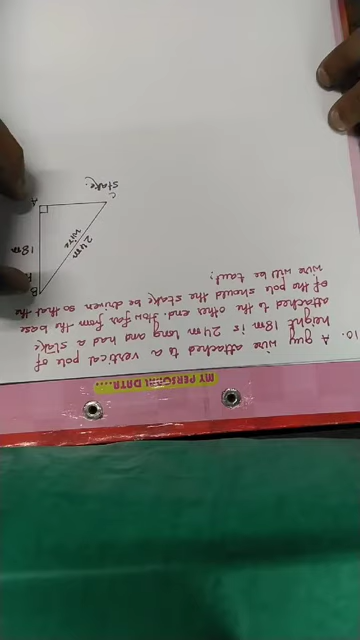 MY PERSONAL DATA....
10. A guy wire attached to a vertical pole of
height 18m is 24m long and had a stake
attached to the other end. How far from the base
of the pole should the stake be driven so that the
wire will be taut?
B
18m
24m
wire
A
C
stake.